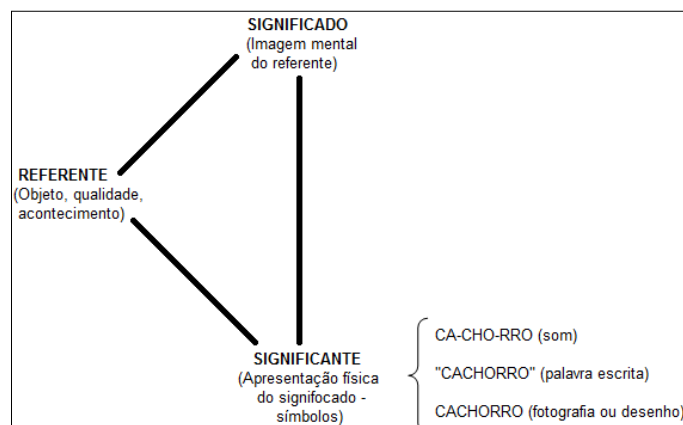 SIGNIFICADO
(Imagem mental
do referente)
REFERENTE
(Objeto, qualidade,
acontecimento)
SIGNIFICANTE
(Apresentação física
do signifocado -
símbolos)
CA-CHO-RRO (som)
"CACHORRO" (palavra escrita)
CACHORRO (fotografia ou desenho)